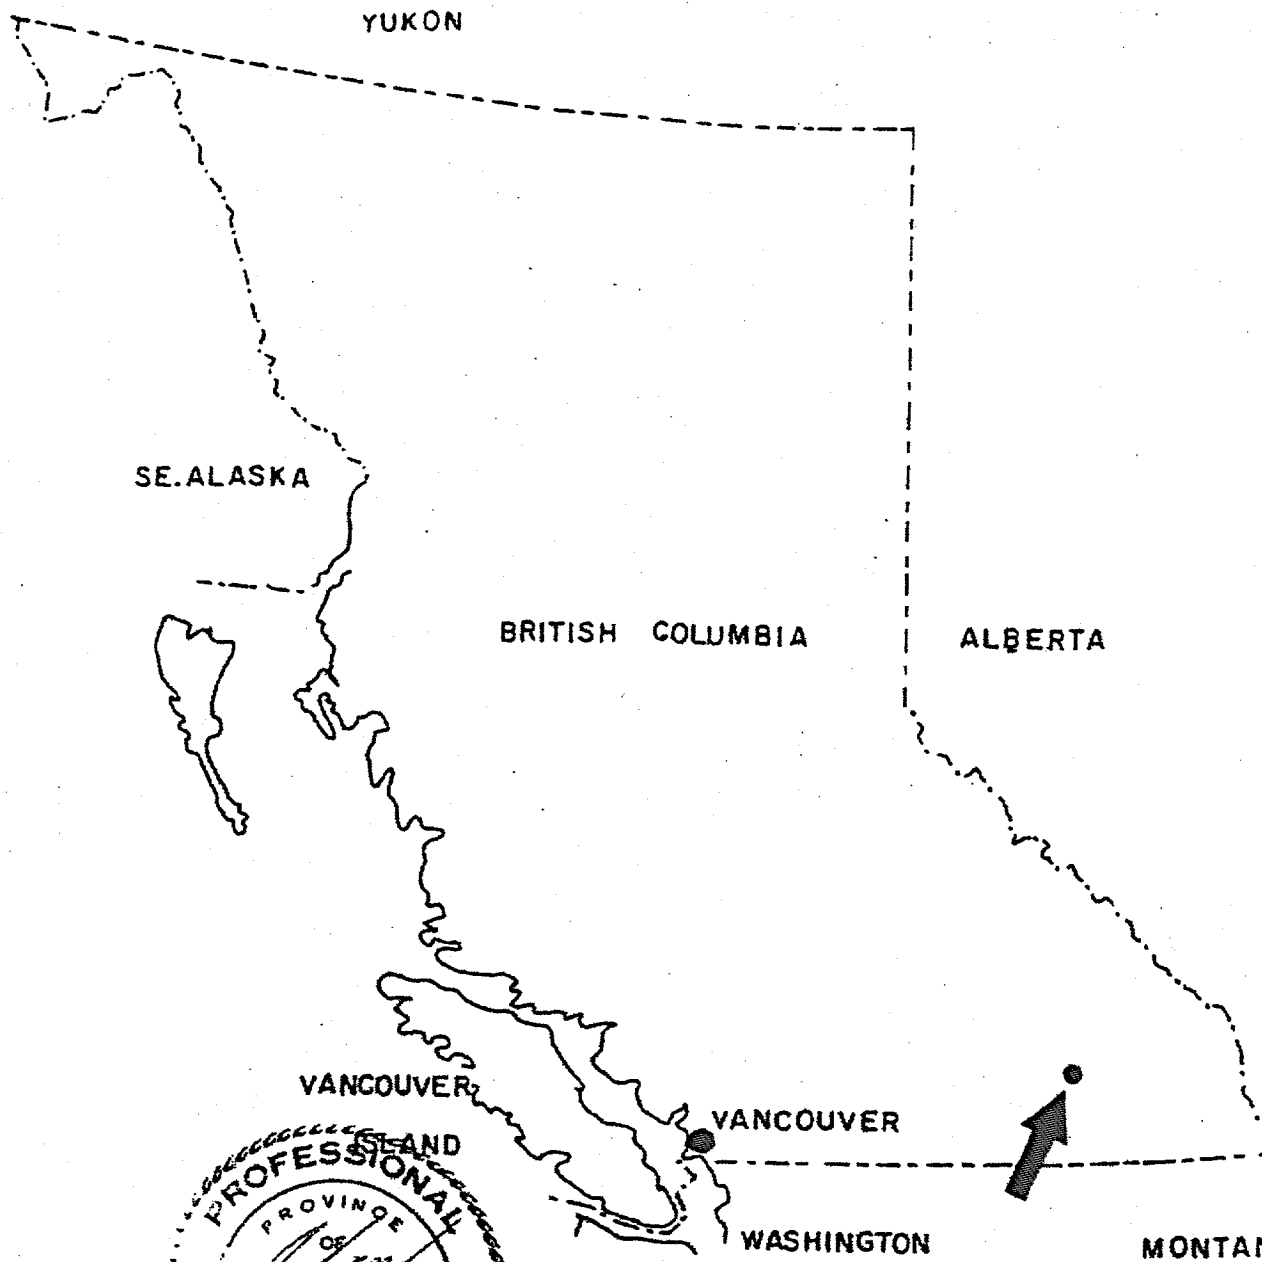 YUKON
SE. ALASKA
BRITISH COLUMBIA
ALBERTA
VANCOUVER
ISLAND
VANCOUVER
WASHINGTON
MONTAN
PROFESSIONAL
PROVINCE
OF